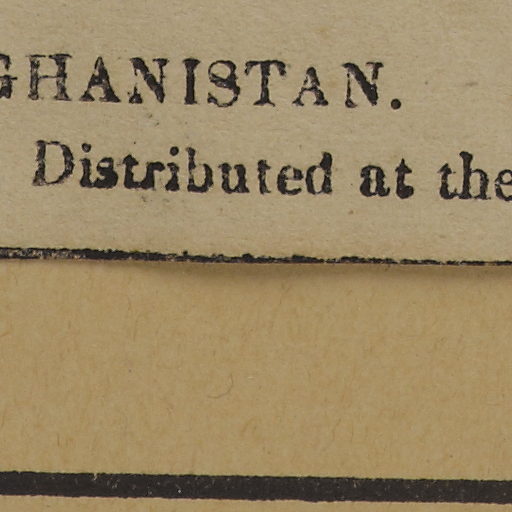 GHANISTAN.
Distributed at the